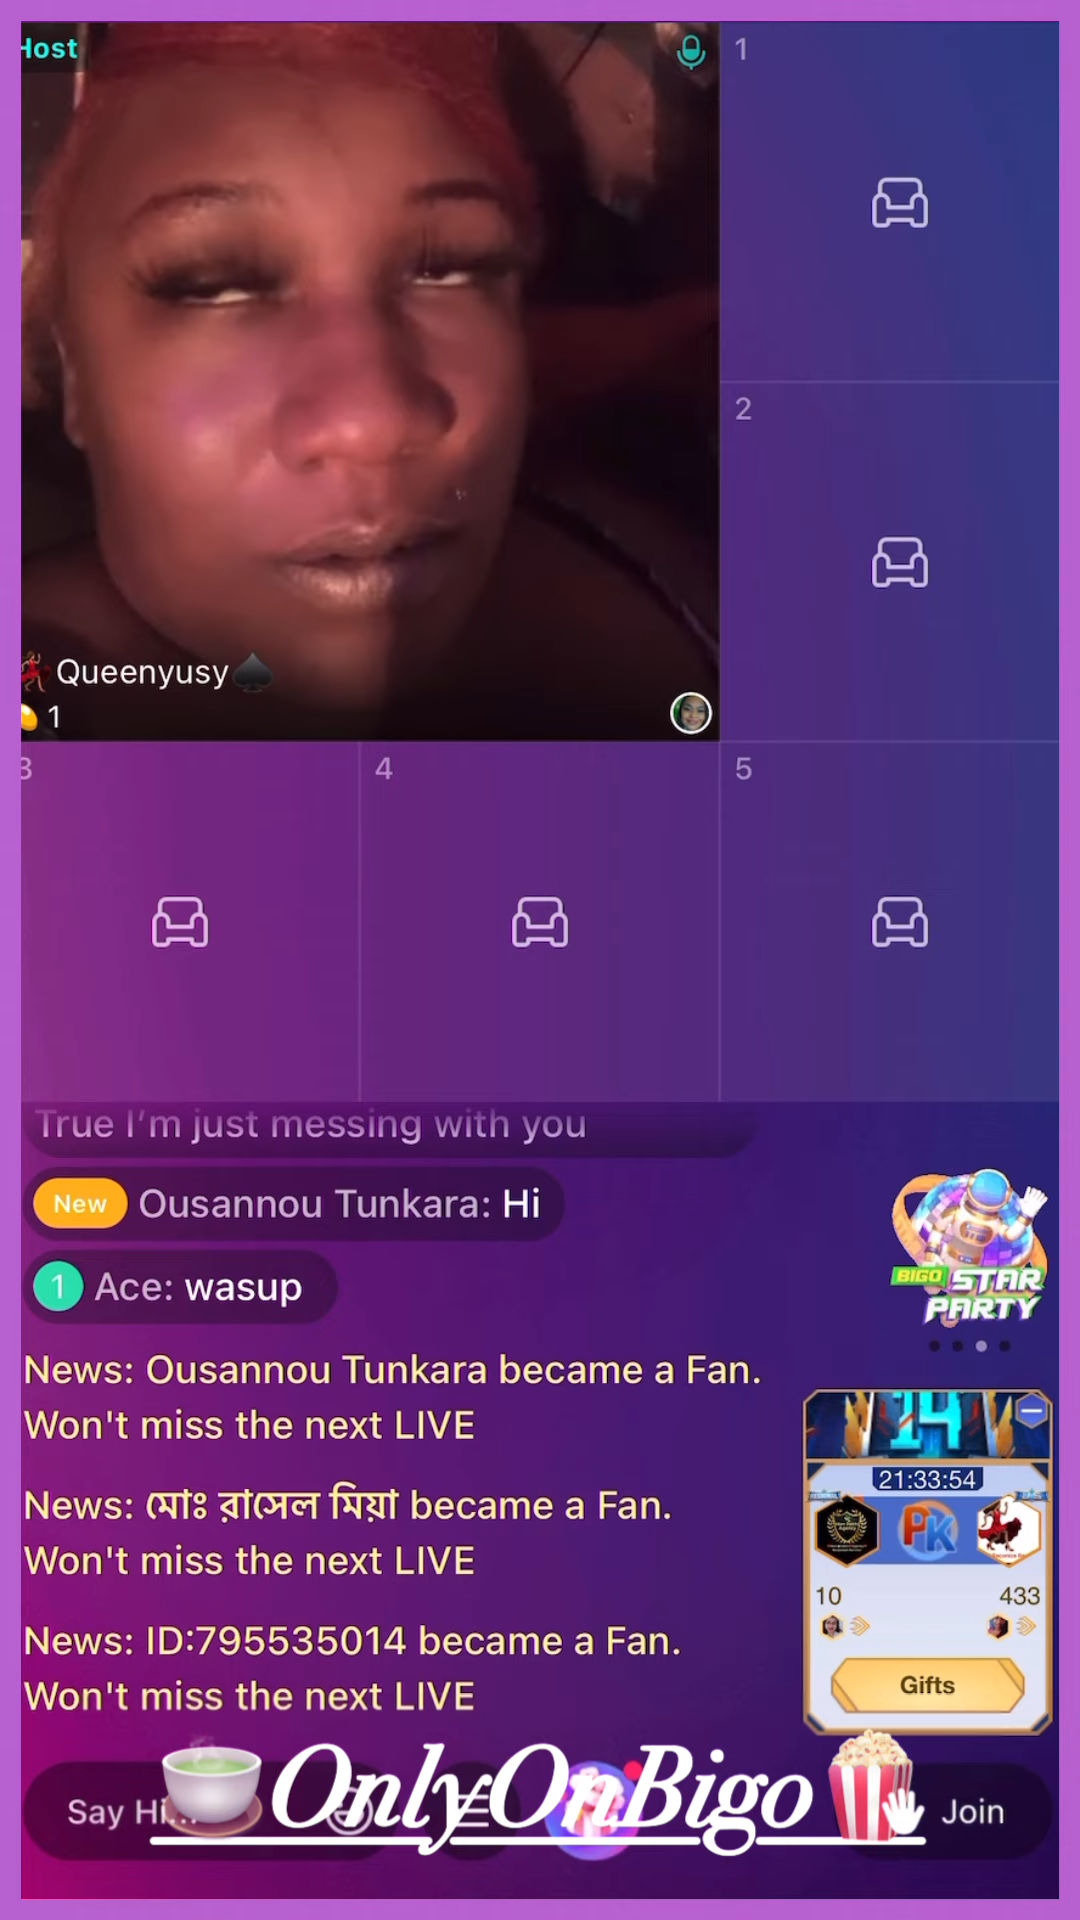 Host
1
2
Queenyusy
1
3
4
5
True I'm just messing with you
New Ousannou Tunkara: Hi
1 Ace: wasup
BIGO STAR
PARTY
News: Ousannou Tunkara became a Fan.
Won't miss the next LIVE
14
21:33:54
News: মোঃ রাসেল মিয়া became a Fan.
Won't miss the next LIVE
PK
10 433
News: ID:795535014 became a Fan.
Won't miss the next LIVE
Gifts
OnlyOnBigo
Say Hi...
Join